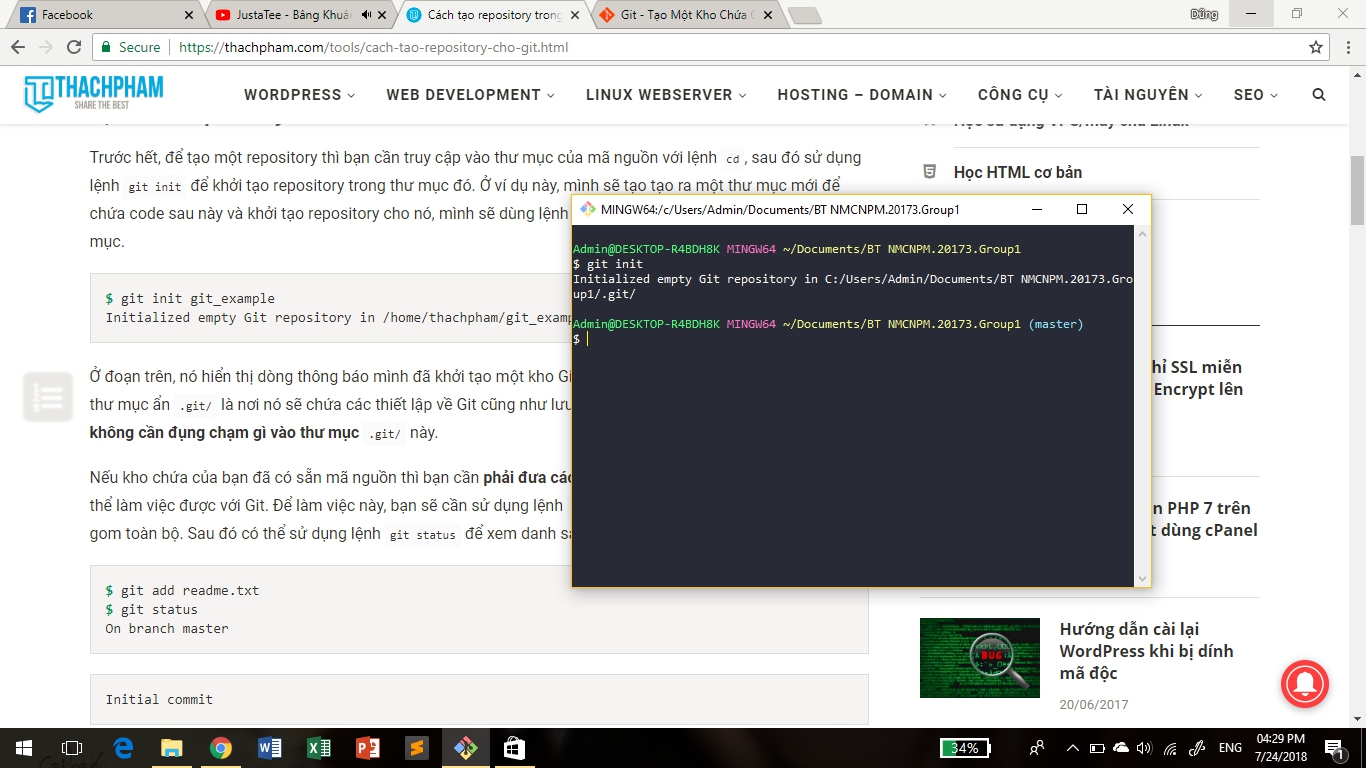 Facebook
JustaTee - Bâng Khuâ
Cách tạo repository trong
Git - Tạo Một Kho Chứa
Dũng
Secure
https://thachpham.com/tools/cach-tao-repository-cho-git.html
THACHPHAM
SHARE THE BEST
WORDPRESS
WEB DEVELOPMENT
LINUX WEBSERVER
HOSTING – DOMAIN
CÔNG CỤ
TÀI NGUYÊN
SEO
Trước hết, để tạo một repository thì bạn cần truy cập vào thư mục của mã nguồn với lệnh cd, sau đó sử dụng
lệnh git init để khởi tạo repository trong thư mục đó. Ở ví dụ này, mình sẽ tạo tạo ra một thư mục mới để
chứa code sau này và khởi tạo repository cho nó, mình sẽ dùng lệnh
mục.
$ git init git_example
Initialized empty Git repository in /home/thachpham/git_examp
Ở đoạn trên, nó hiển thị dòng thông báo mình đã khởi tạo một kho Gi
thư mục ẩn .git/ là nơi nó sẽ chứa các thiết lập về Git cũng như lưu
không cần đụng chạm gì vào thư mục .git/ này.
Nếu kho chứa của bạn đã có sẵn mã nguồn thì bạn cần phải đưa các
thể làm việc được với Git. Để làm việc này, bạn sẽ cần sử dụng lệnh
gom toàn bộ. Sau đó có thể sử dụng lệnh git status để xem danh sá
$ git add readme.txt
$ git status
On branch master
Initial commit
MINGW64:/c/Users/Admin/Documents/BT NMCNPM.20173.Group1
Admin@DESKTOP-R4BDH8K MINGW64 ~/Documents/BT NMCNPM.20173.Group1
$ git init
Initialized empty Git repository in C:/Users/Admin/Documents/BT NMCNPM.20173.Gro
up1/.git/
Admin@DESKTOP-R4BDH8K MINGW64 ~/Documents/BT NMCNPM.20173.Group1 (master)
$
Học sử dụng VPS/máy chủ Linux
Học HTML cơ bản
hỉ SSL miễn
Encrypt lên
n PHP 7 trên
t dùng cPanel
BUG
Hướng dẫn cài lại
WordPress khi bị dính
mã độc
20/06/2017
34%
ENG
04:29 PM
7/24/2018
1